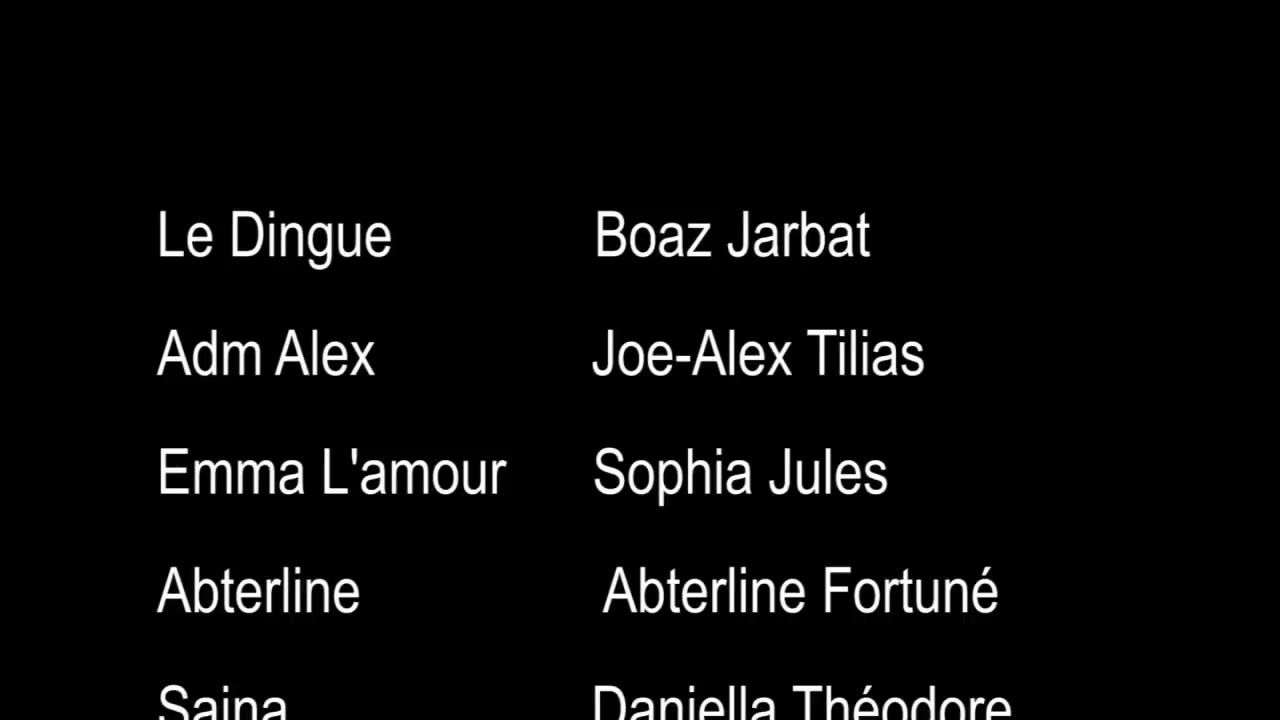 Le Dingue Boaz Jarbat
Adm Alex Joe-Alex Tilias
Emma L'amour Sophia Jules
Abterline Abterline Fortuné
Saina Daniella Théodore